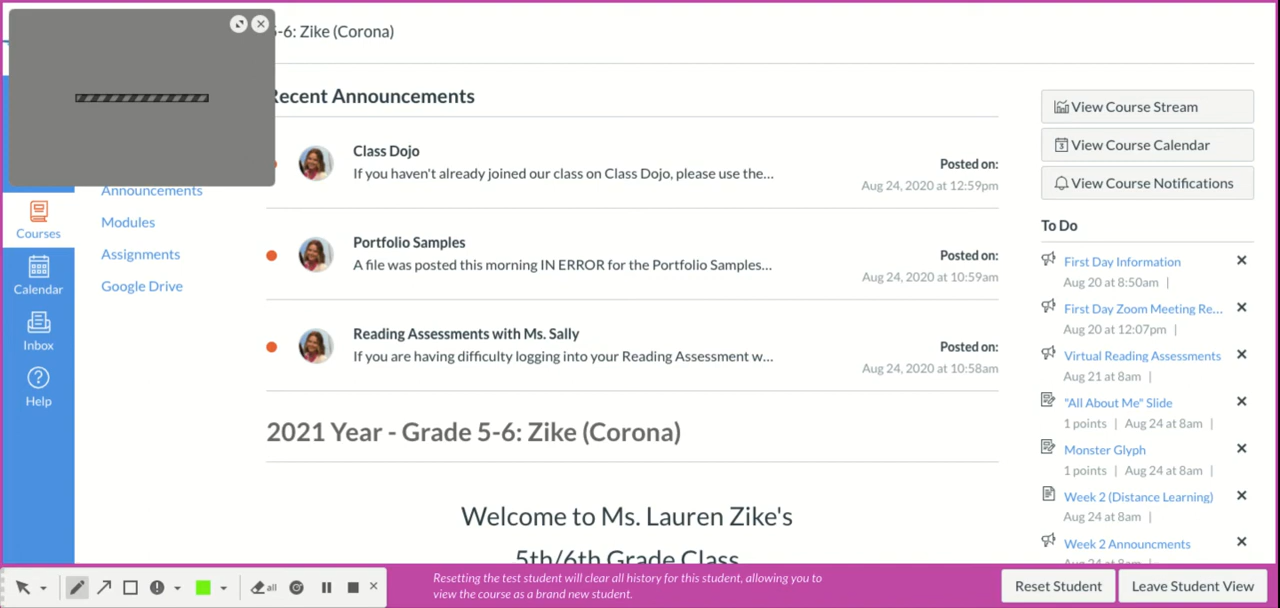 5-6: Zike (Corona)
Recent Announcements
Class Dojo
If you haven't already joined our class on Class Dojo, please use the...
Posted on:
Aug 24, 2020 at 12:59pm
Portfolio Samples
A file was posted this morning IN ERROR for the Portfolio Samples...
Posted on:
Aug 24, 2020 at 10:59am
Reading Assessments with Ms. Sally
If you are having difficulty logging into your Reading Assessment w...
Posted on:
Aug 24, 2020 at 10:58am
2021 Year - Grade 5-6: Zike (Corona)
Welcome to Ms. Lauren Zike's
5th/6th Grade Class
Announcements
Modules
Assignments
Google Drive
Courses
Calendar
Inbox
Help
View Course Stream
View Course Calendar
View Course Notifications
To Do
First Day Information
Aug 20 at 8:50am |
First Day Zoom Meeting Re...
Aug 20 at 12:07pm |
Virtual Reading Assessments
Aug 21 at 8am |
"All About Me" Slide
1 points | Aug 24 at 8am |
Monster Glyph
1 points | Aug 24 at 8am |
Week 2 (Distance Learning)
Aug 24 at 8am |
Week 2 Announcments
all
Resetting the test student will clear all history for this student, allowing you to
view the course as a brand new student.
Reset Student
Leave Student View